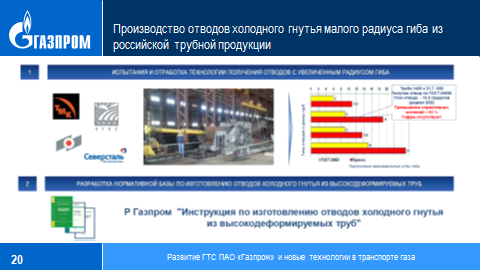 ГАЗПРОМ
Производство отводов холодного гнутья малого радиуса гиба из
российской трубной продукции
1
ИСПЫТАНИЯ И ОТРАБОТКА ТЕХНОЛОГИИ ПОЛУЧЕНИЯ ОТВОДОВ С УВЕЛИЧЕННЫМ РАДИУСОМ ГИБА
ТМК
Северсталь
2
РАЗРАБОТКА НОРМАТИВНОЙ БАЗЫ ПО ИЗГОТОВЛЕНИЮ ОТВОДОВ ХОЛОДНОГО ГНУТЬЯ ИЗ ВЫСОКОДЕФОРМИРУЕМЫХ ТРУБ
Р Газпром "Инструкция по изготовлению отводов холодного гнутья
из высокодеформируемых труб"
20
Развитие ГТС ПАО «Газпром» и новые технологии в транспорте газа